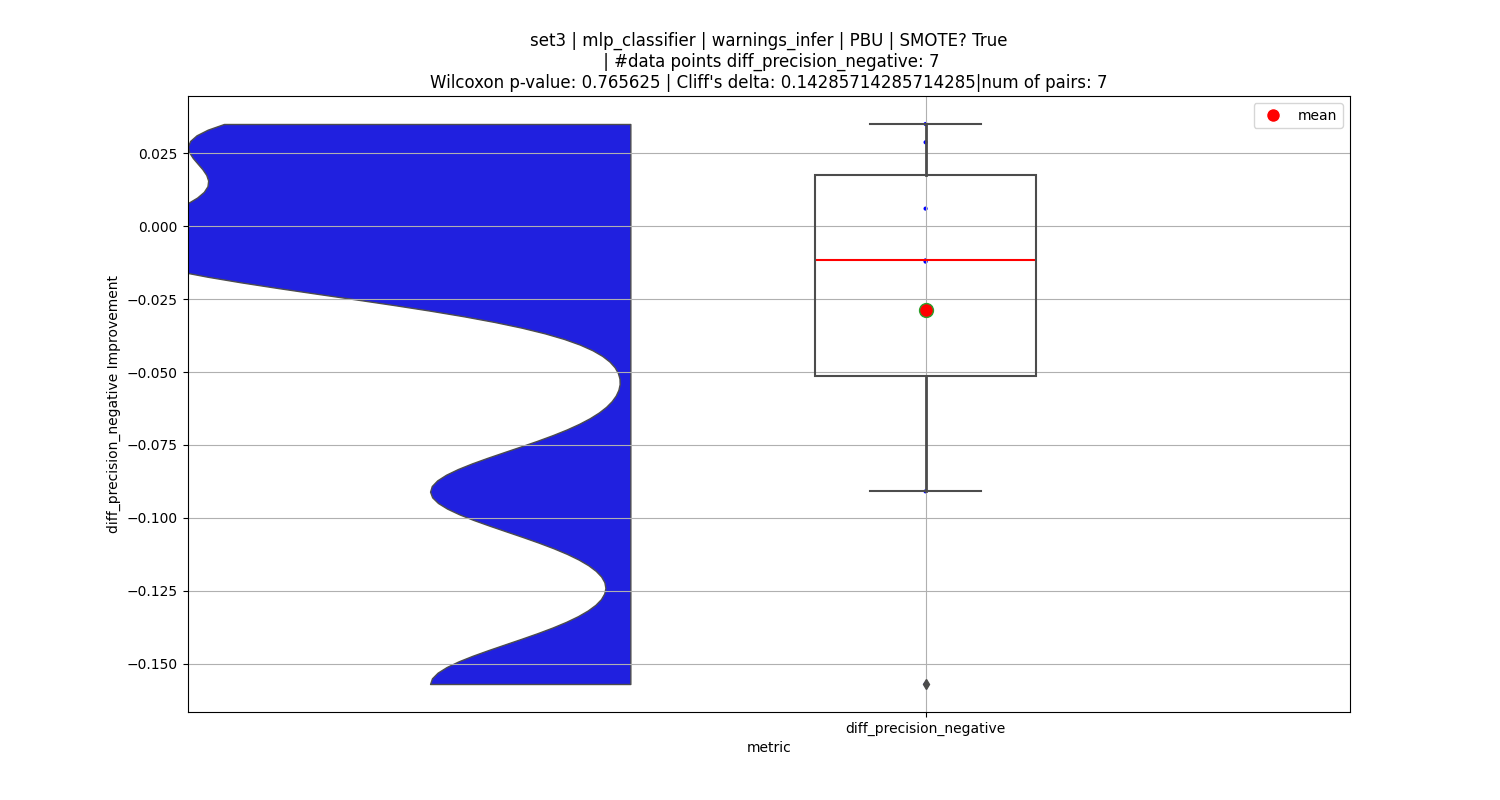 set3 | mlp_classifier | warnings_infer | PBU | SMOTE? True
| #data points diff_precision_negative: 7
Wilcoxon p-value: 0.765625 | Cliff's delta: 0.14285714285714285|num of pairs: 7
mean
0.025
0.000
−0.025
−0.050
−0.075
−0.100
−0.125
−0.150
diff_precision_negative Improvement
diff_precision_negative
metric